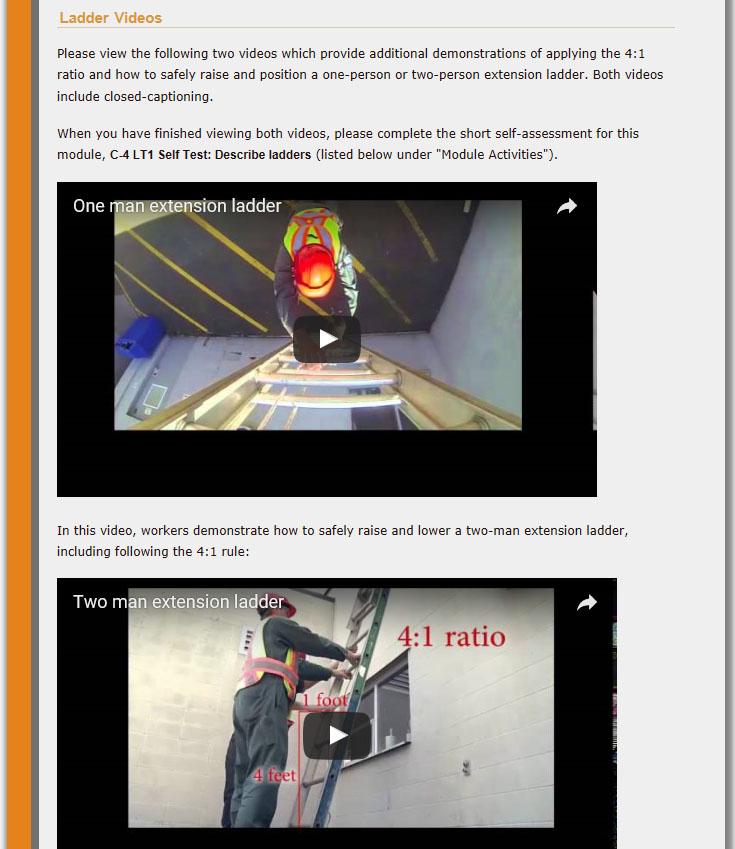 Ladder Videos
Please view the following two videos which provide additional demonstrations of applying the 4:1
ratio and how to safely raise and position a one-person or two-person extension ladder. Both videos
include closed-captioning.
When you have finished viewing both videos, please complete the short self-assessment for this
module, C-4 LT1 Self Test: Describe ladders (listed below under "Module Activities").
One man extension ladder
In this video, workers demonstrate how to safely raise and lower a two-man extension ladder,
including following the 4:1 rule:
Two man extension ladder
4:1 ratio
1 foot
4 feet